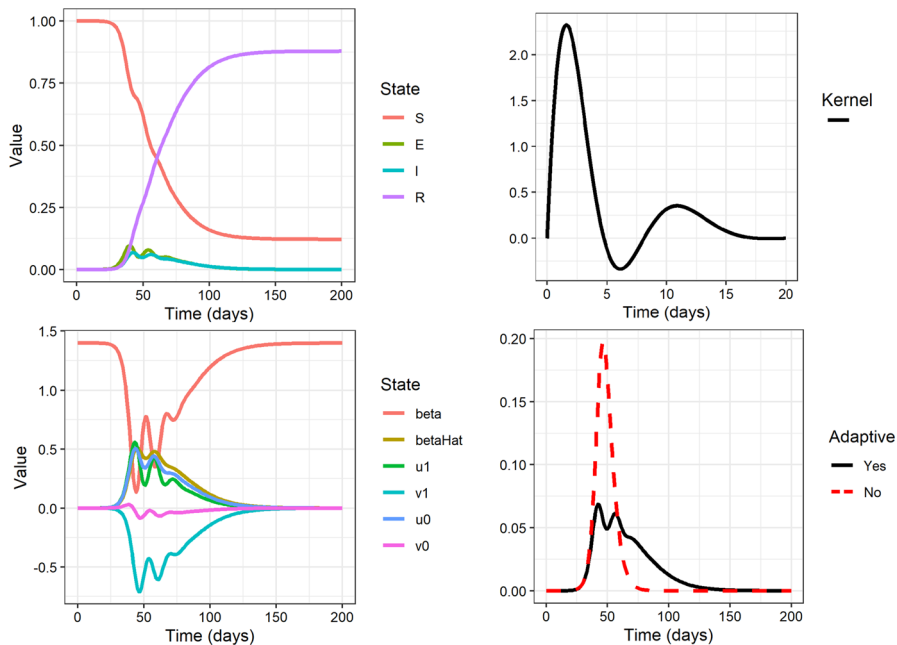 Value
1.00
0.75
0.50
0.25
0.00
0
50
100
150
200
Time (days)
State
S
E
I
R
2.0
1.5
1.0
0.5
0.0
0
5
10
15
20
Time (days)
Kernel
Value
1.5
1.0
0.5
0.0
-0.5
0
50
100
150
200
Time (days)
State
beta
betaHat
u1
v1
u0
v0
0.20
0.15
0.10
0.05
0.00
0
50
100
150
200
Time (days)
Adaptive
Yes
No